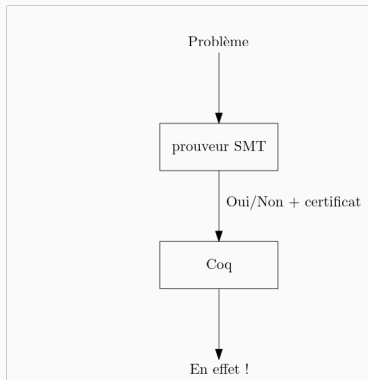 Problème
prouveur SMT
Oui/Non + certificat
Coq
En effet !